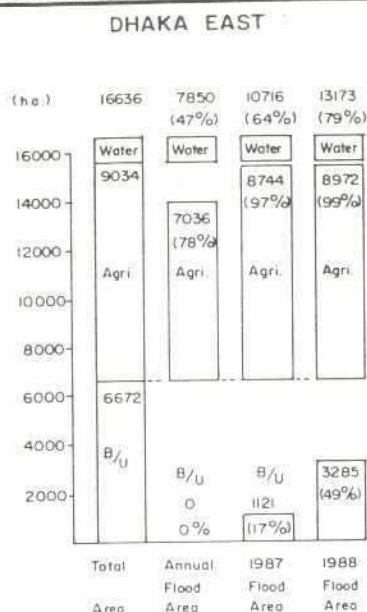 DHAKA EAST
(ha.) 16636 7850 10716 13173
(47%) (64%) (79%)
16000 Water Water Water Water
9034 8744 8972
14000 (97%) (99%)
7036
(78%)
12000
Agri. Agri. Agri. Agri.
10000
8000
6000 6672
4000
B/U B/U B/U 3285
2000 0 1121 (49%)
0% (17%)
Total Annual 1987 1988
Flood Flood Flood
Area Area Area Area